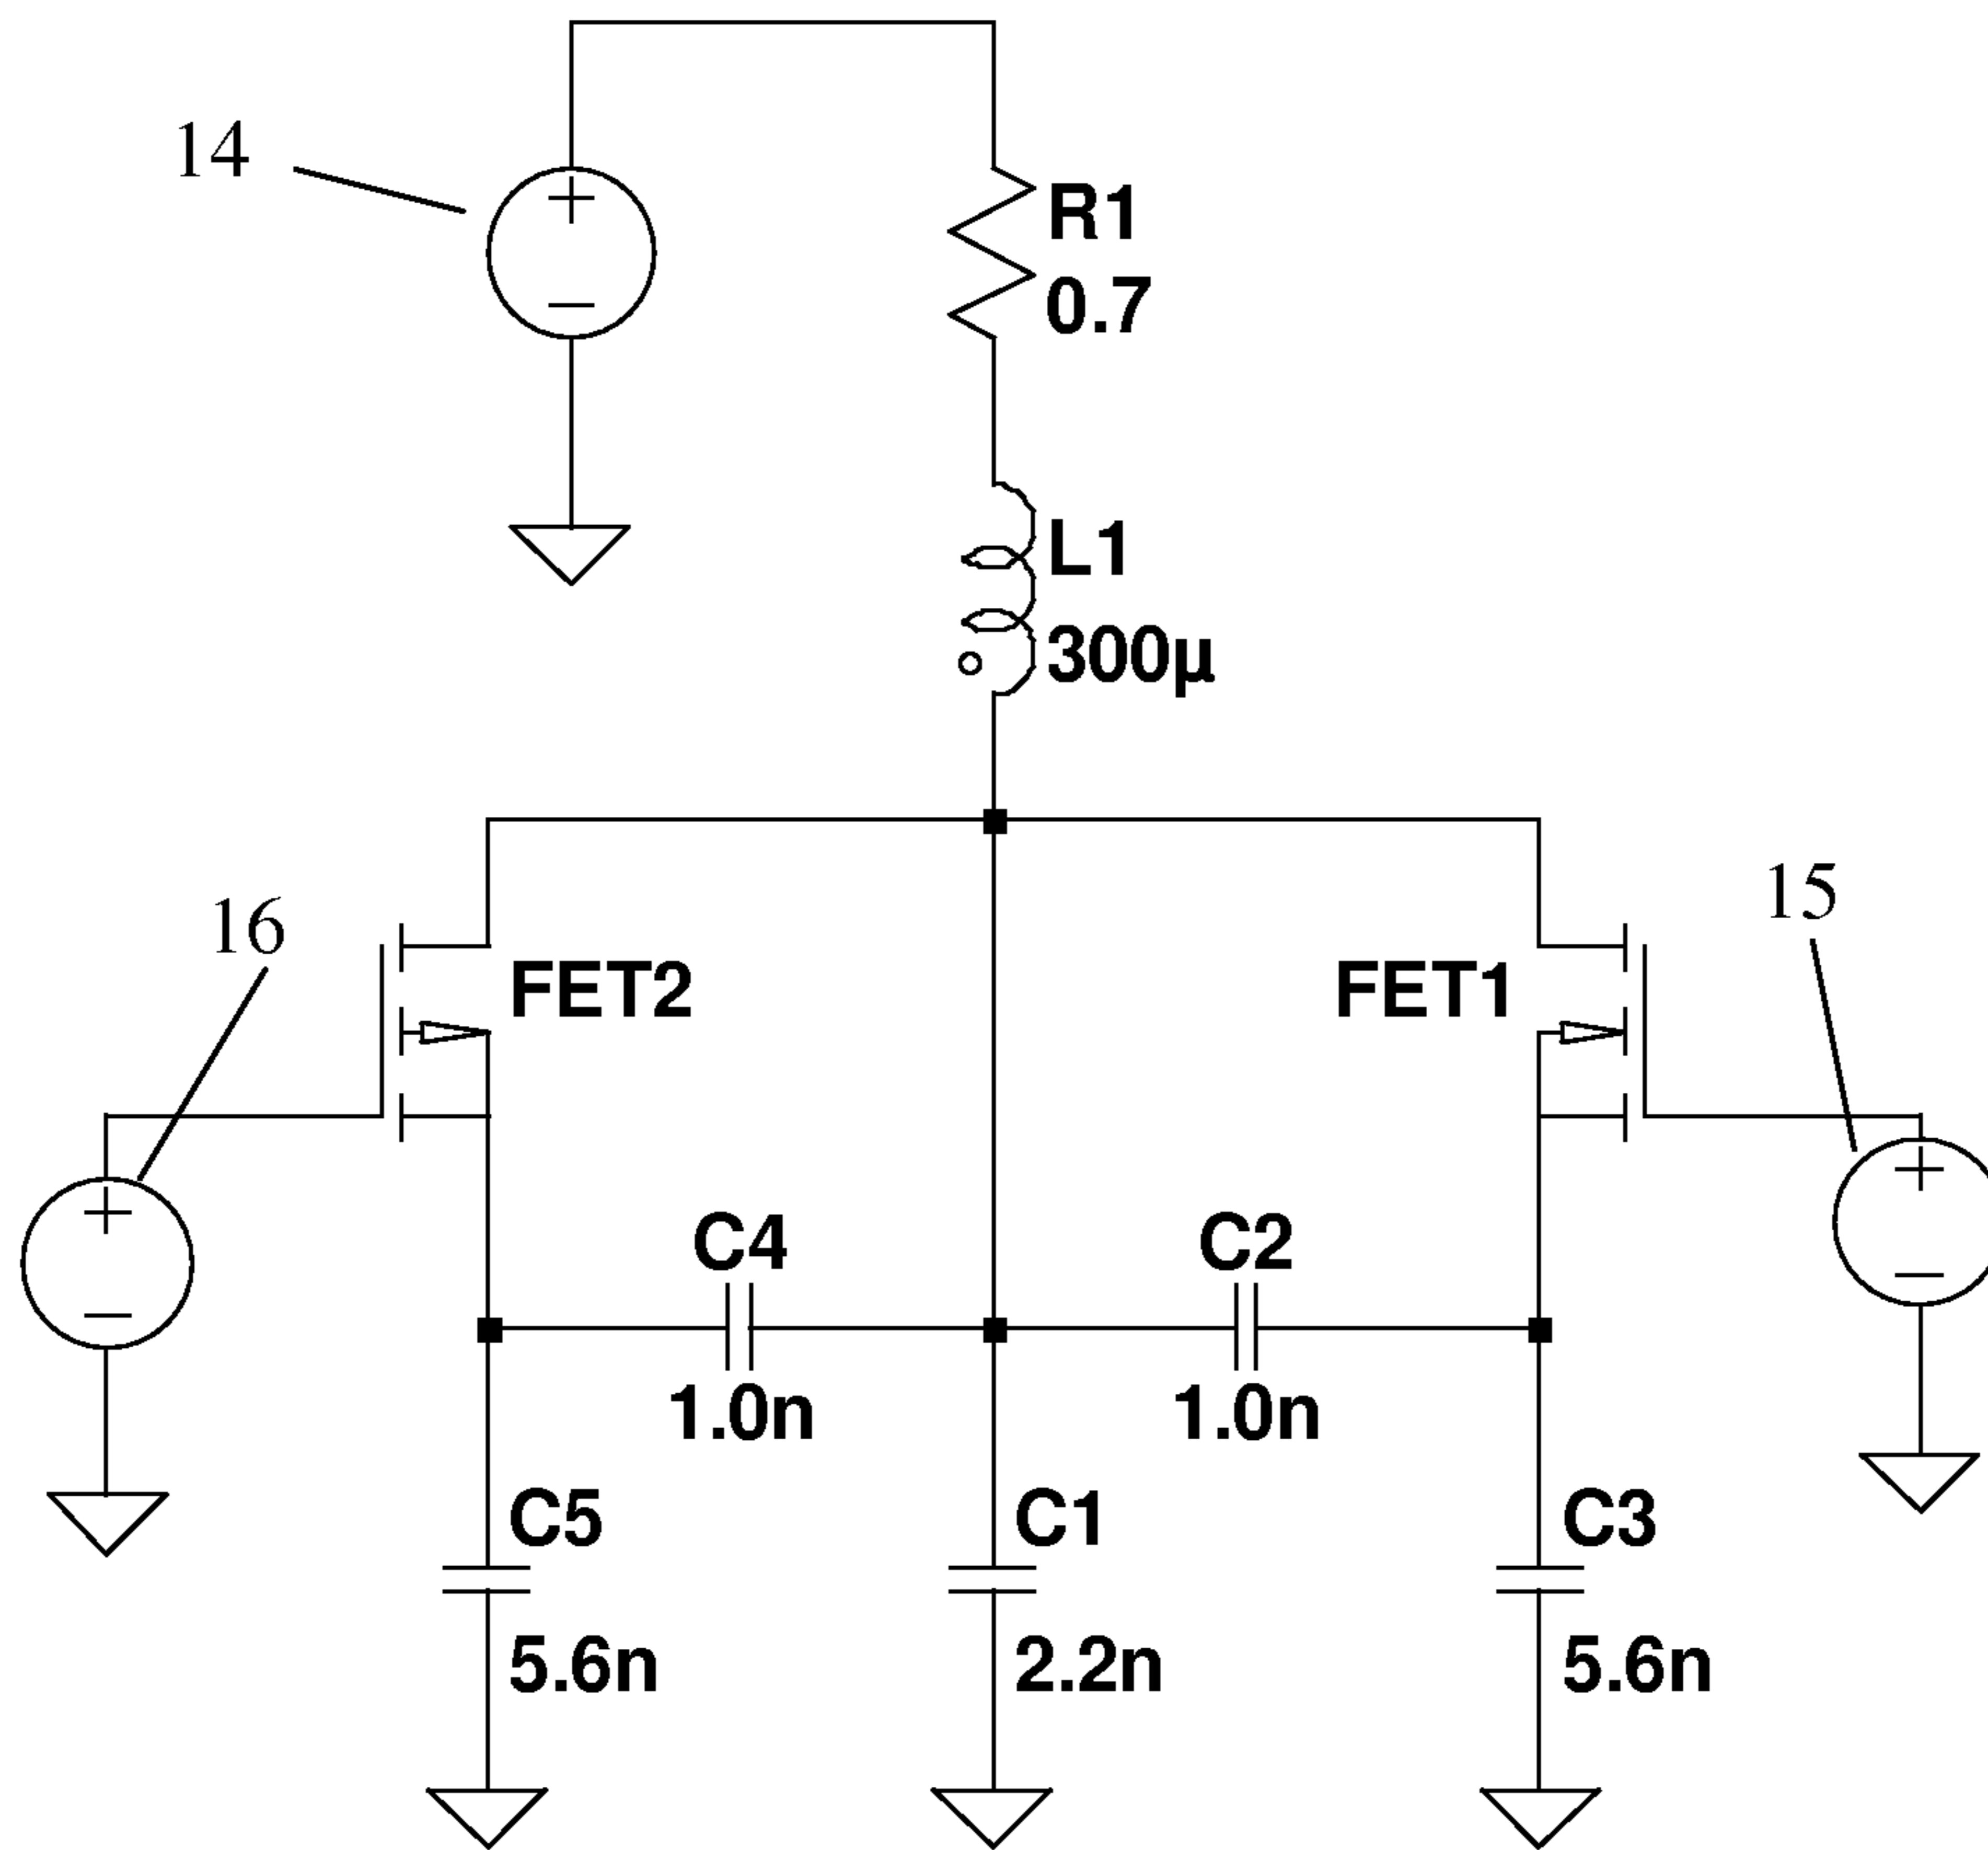 14
R1
0.7
L1
300µ
16
15
FET2
FET1
C4
C2
1.0n
1.0n
C5
C1
C3
5.6n
2.2n
5.6n